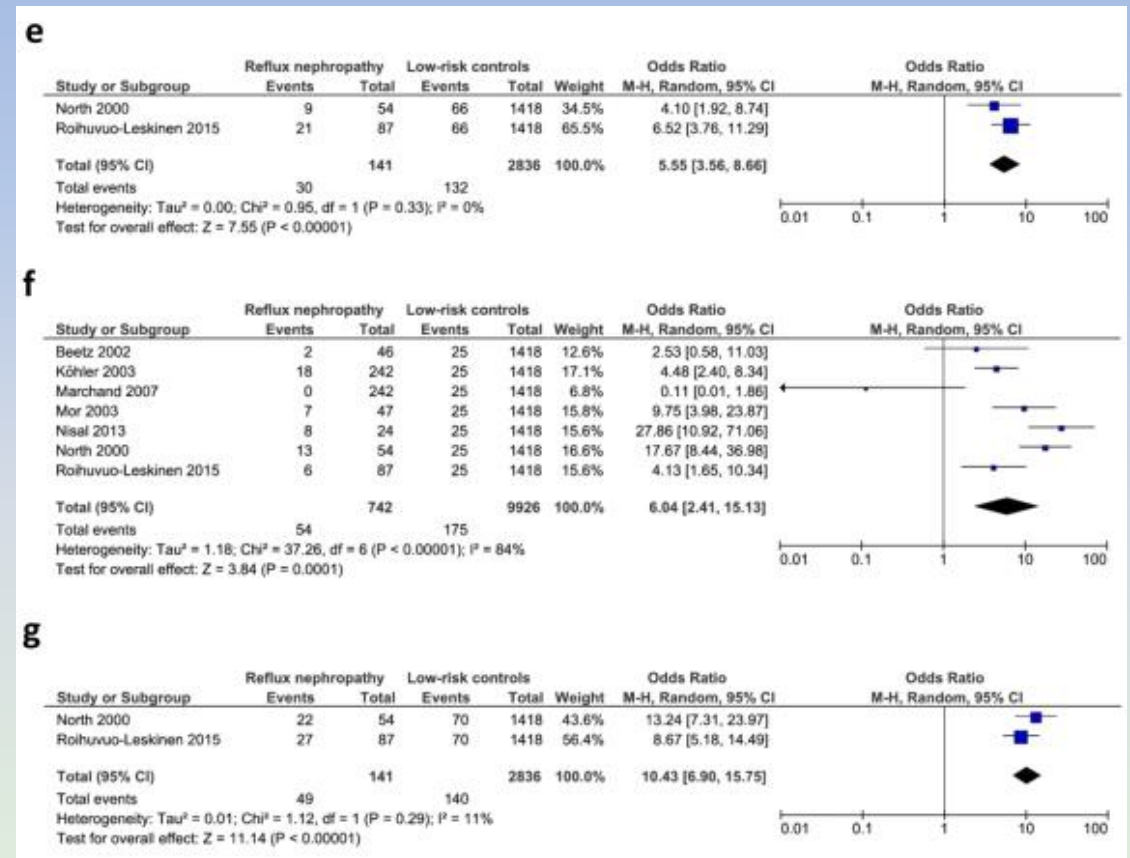 e
Reflux nephropathy Low-risk controls Odds Ratio Odds Ratio
Study or Subgroup Events Total Events Total Weight M-H, Random, 95% CI M-H, Random, 95% CI
North 2000 9 54 66 1418 34.5% 4.10 [1.92, 8.74]
Roihuvuo-Leskinen 2015 21 87 66 1418 65.5% 6.52 [3.76, 11.29]
Total (95% CI) 141 2836 100.0% 5.55 [3.56, 8.66]
Total events 30 132
Heterogeneity: Tau² = 0.00; Chi² = 0.95, df = 1 (P = 0.33); I² = 0%
Test for overall effect: Z = 7.55 (P < 0.00001)
0.01 0.1 1 10 100
f
Reflux nephropathy Low-risk controls Odds Ratio Odds Ratio
Study or Subgroup Events Total Events Total Weight M-H, Random, 95% CI M-H, Random, 95% CI
Beetz 2002 2 46 25 1418 12.6% 2.53 [0.58, 11.03]
Köhler 2003 18 242 25 1418 17.1% 4.48 [2.40, 8.34]
Marchand 2007 0 242 25 1418 6.8% 0.11 [0.01, 1.86]
Mor 2003 7 47 25 1418 15.8% 9.75 [3.98, 23.87]
Nisal 2013 8 24 25 1418 15.6% 27.86 [10.92, 71.06]
North 2000 13 54 25 1418 16.6% 17.67 [8.44, 36.98]
Roihuvuo-Leskinen 2015 6 87 25 1418 15.6% 4.13 [1.65, 10.34]
Total (95% CI) 742 9926 100.0% 6.04 [2.41, 15.13]
Total events 54 175
Heterogeneity: Tau² = 1.18; Chi² = 37.26, df = 6 (P < 0.00001); I² = 84%
Test for overall effect: Z = 3.84 (P = 0.0001)
0.01 0.1 1 10 100
g
Reflux nephropathy Low-risk controls Odds Ratio Odds Ratio
Study or Subgroup Events Total Events Total Weight M-H, Random, 95% CI M-H, Random, 95% CI
North 2000 22 54 70 1418 43.6% 13.24 [7.31, 23.97]
Roihuvuo-Leskinen 2015 27 87 70 1418 56.4% 8.67 [5.18, 14.49]
Total (95% CI) 141 2836 100.0% 10.43 [6.90, 15.75]
Total events 49 140
Heterogeneity: Tau² = 0.01; Chi² = 1.12, df = 1 (P = 0.29); I² = 11%
Test for overall effect: Z = 11.14 (P < 0.00001)
0.01 0.1 1 10 100